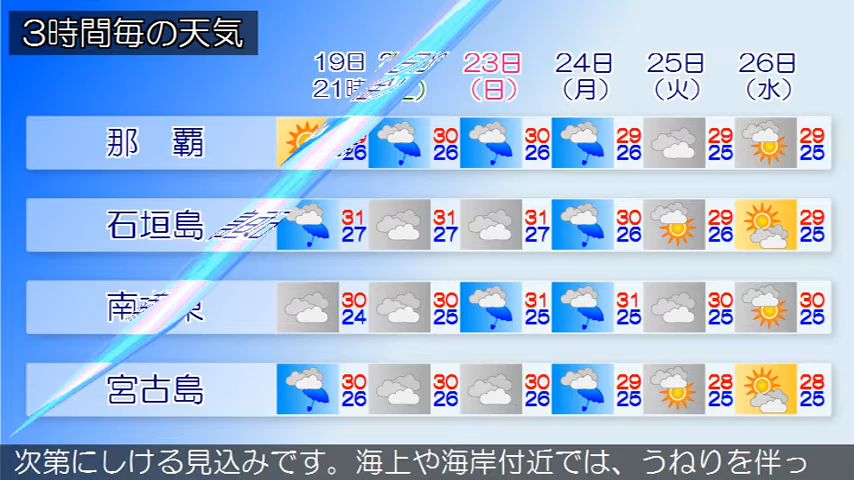 3時間毎の天気
19日 23日 24日 25日 26日
21時 (日) (月) (火) (水)
那 覇 26 30 26 30 26 29 26 29 25 29 25
石垣島 31 27 31 27 31 27 30 26 29 26 29 25
南 30 24 30 25 31 25 31 25 30 25 30 25
宮古島 30 26 30 26 30 26 29 25 28 25 28 25
次第にしける見込みです。海上や海岸付近では、うねりを伴っ